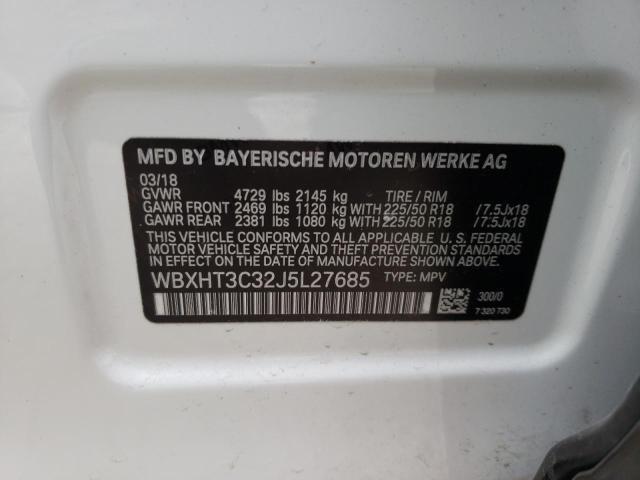 MFD BY BAYERISCHE MOTOREN WERKE AG
03/18
GVWR 4729 lbs 2145 kg TIRE / RIM
GAWR FRONT 2469 lbs 1120 kg WITH 225/50 R18 / 7.5Jx18
GAWR REAR 2381 lbs 1080 kg WITH 225/50 R18 / 7.5Jx18
THIS VEHICLE CONFORMS TO ALL APPLICABLE U.S. FEDERAL
MOTOR VEHICLE SAFETY AND THEFT PREVENTION STANDARDS
IN EFFECT ON THE DATE OF MANUFACTURE SHOWN ABOVE.
WBXHT3C32J5L27685 TYPE: MPV
300/0
7 320 730